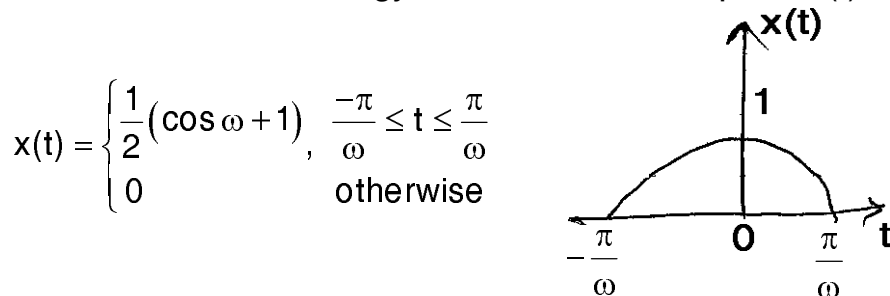 x(t) = { 1/2 (cos ω + 1), -π/ω ≤ t ≤ π/ω
0 otherwise
x(t)
1
-π/ω 0 π/ω t